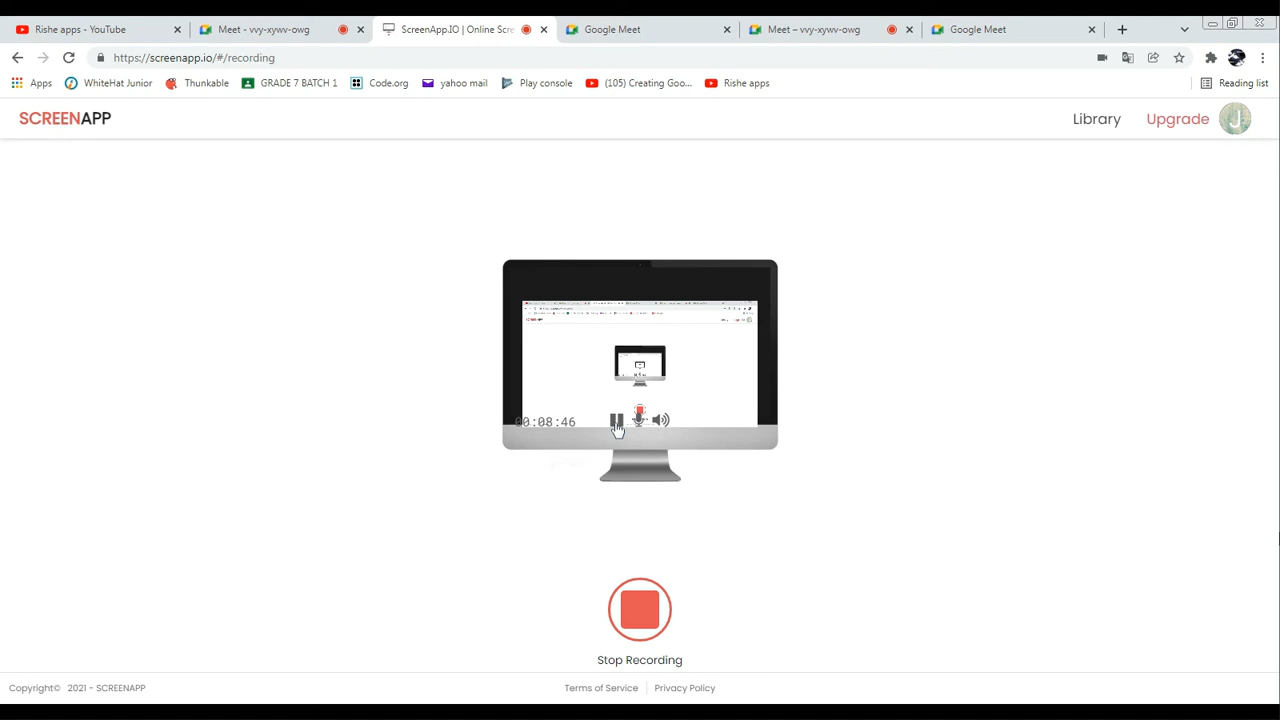 Rishe apps - YouTube
Meet - vvy-xywv-owg
ScreenApp.IO | Online Scre
Google Meet
Meet – vvy-xywv-owg
Google Meet
https://screenapp.io/#/recording
Apps
WhiteHat Junior
Thunkable
GRADE 7 BATCH 1
Code.org
yahoo mail
Play console
(105) Creating Goo...
Rishe apps
Reading list
SCREENAPP
Library
Upgrade
J
00:08:46
Stop Recording
Copyright© 2021 - SCREENAPP
Terms of Service
Privacy Policy